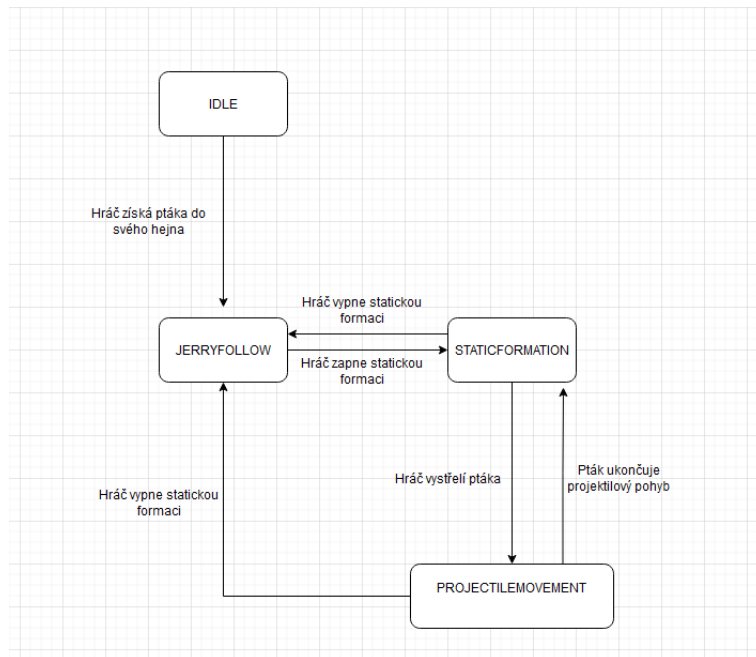 IDLE
Hráč získá ptáka do
svého hejna
Hráč vypne statickou
formaci
JERRYFOLLOW
STATICFORMATION
Hráč zapne statickou
formaci
Hráč vystřelí ptáka
Pták ukončuje
projektilový pohyb
Hráč vypne statickou
formaci
PROJECTILEMOVEMENT